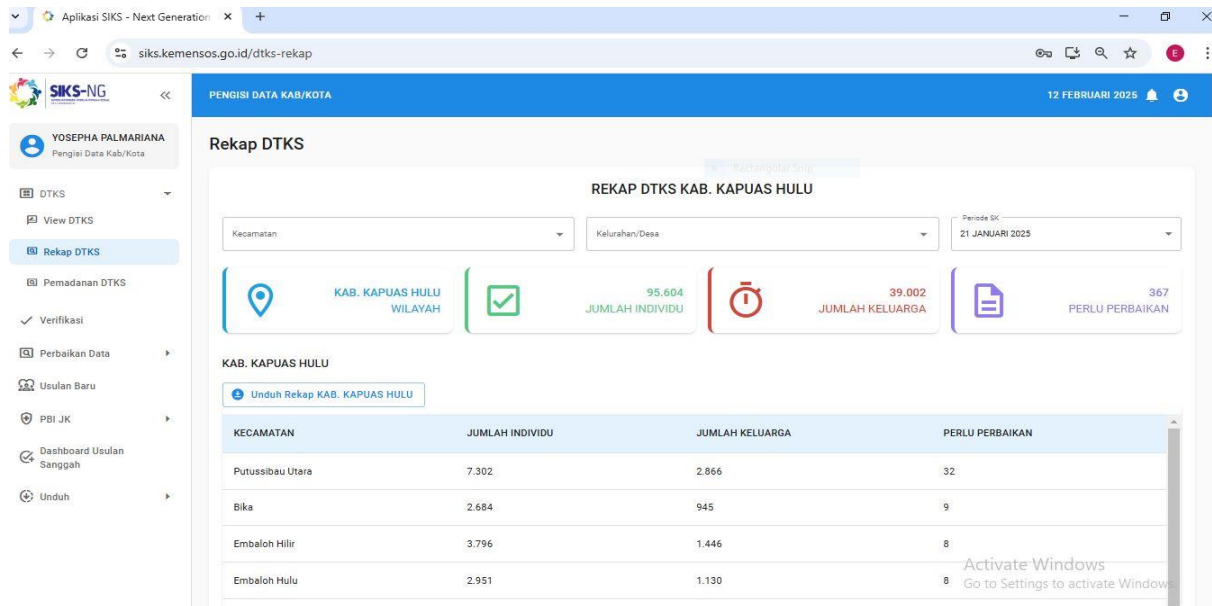 Aplikasi SIKS - Next Generation
siks.kemensos.go.id/dtks-rekap
E
SIKS-NG
PENGISI DATA KAB/KOTA
12 FEBRUARI 2025
YOSEPHA PALMARIANA
Pengisi Data Kab/Kota
DTKS
View DTKS
Rekap DTKS
Pemadanan DTKS
Verifikasi
Perbaikan Data
Usulan Baru
PBI JK
Dashboard Usulan
Sanggah
Unduh
Rekap DTKS
Rectangular Snip
REKAP DTKS KAB. KAPUAS HULU
Kecamatan
Kelurahan/Desa
Periode SK
21 JANUARI 2025
KAB. KAPUAS HULU
WILAYAH
95.604
JUMLAH INDIVIDU
39.002
JUMLAH KELUARGA
367
PERLU PERBAIKAN
KAB. KAPUAS HULU
Unduh Rekap KAB. KAPUAS HULU
KECAMATAN JUMLAH INDIVIDU JUMLAH KELUARGA PERLU PERBAIKAN
Putussibau Utara 7.302 2.866 32
Bika 2.684 945 9
Embaloh Hilir 3.796 1.446 8
Embaloh Hulu 2.951 1.130 8
Activate Windows
Go to Settings to activate Windows